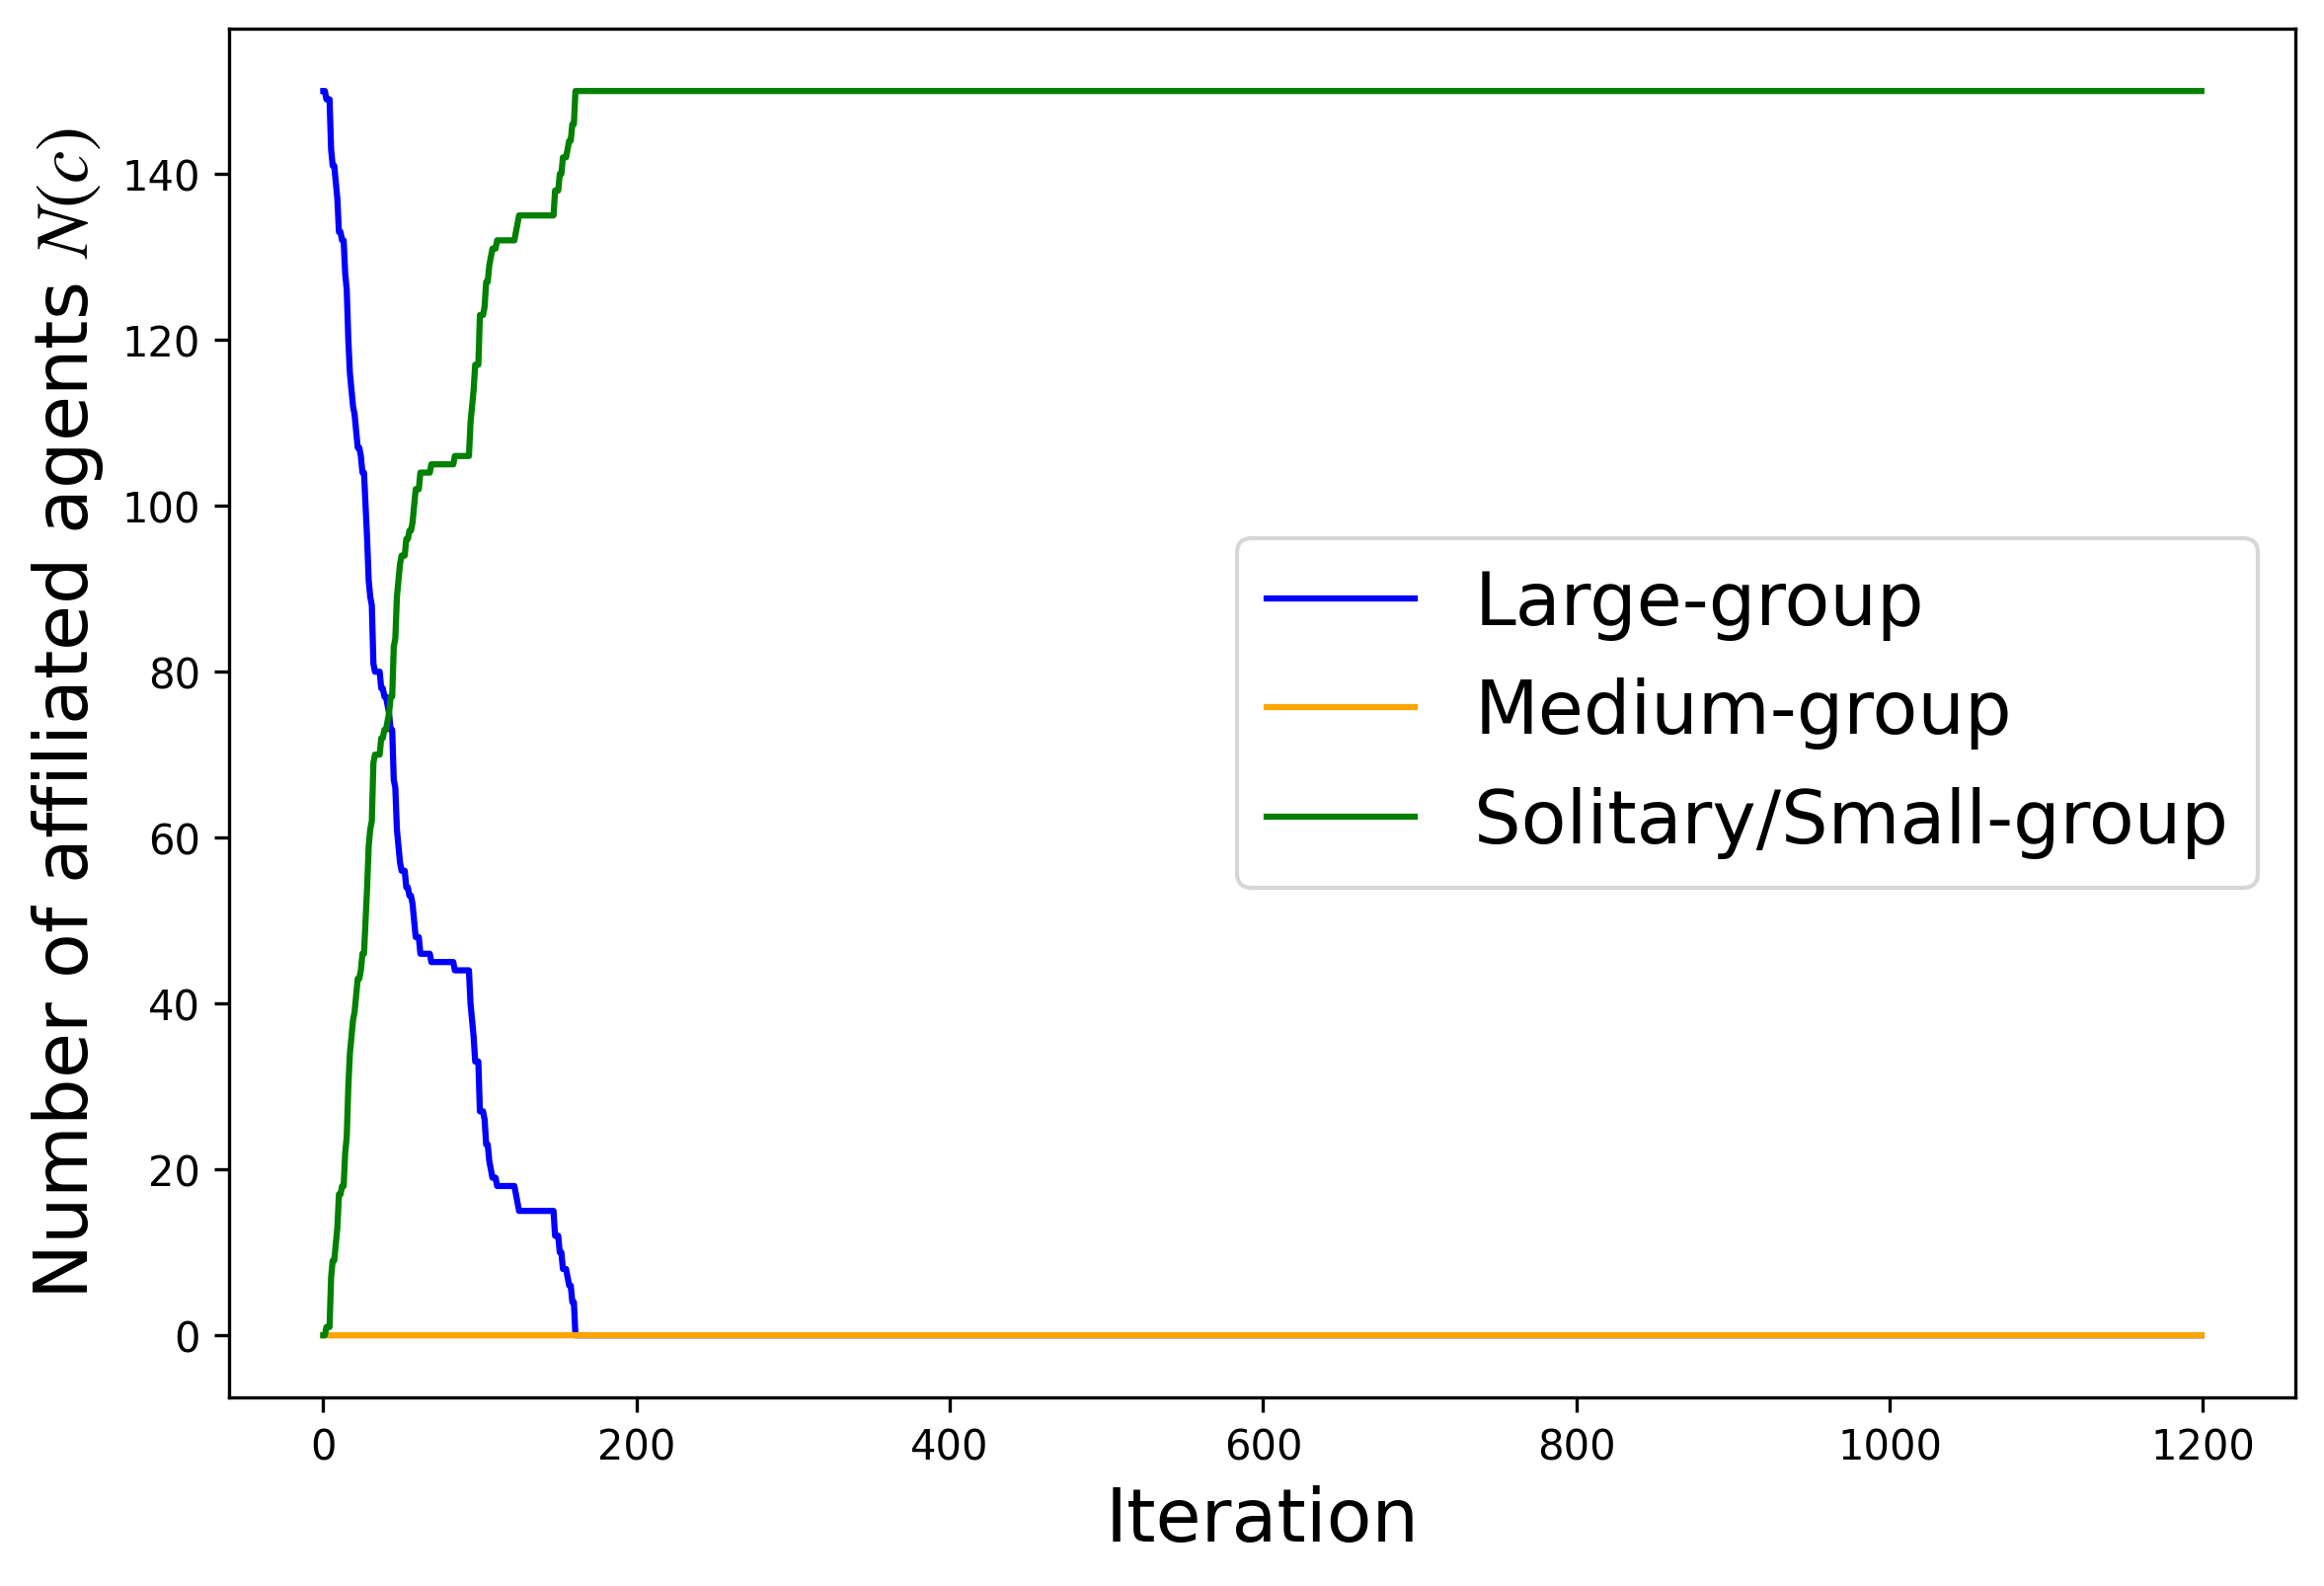 Number of affiliated agents N(c)
140
120
100
80
60
40
20
0
Large-group
Medium-group
Solitary/Small-group
0 200 400 600 800 1000 1200
Iteration